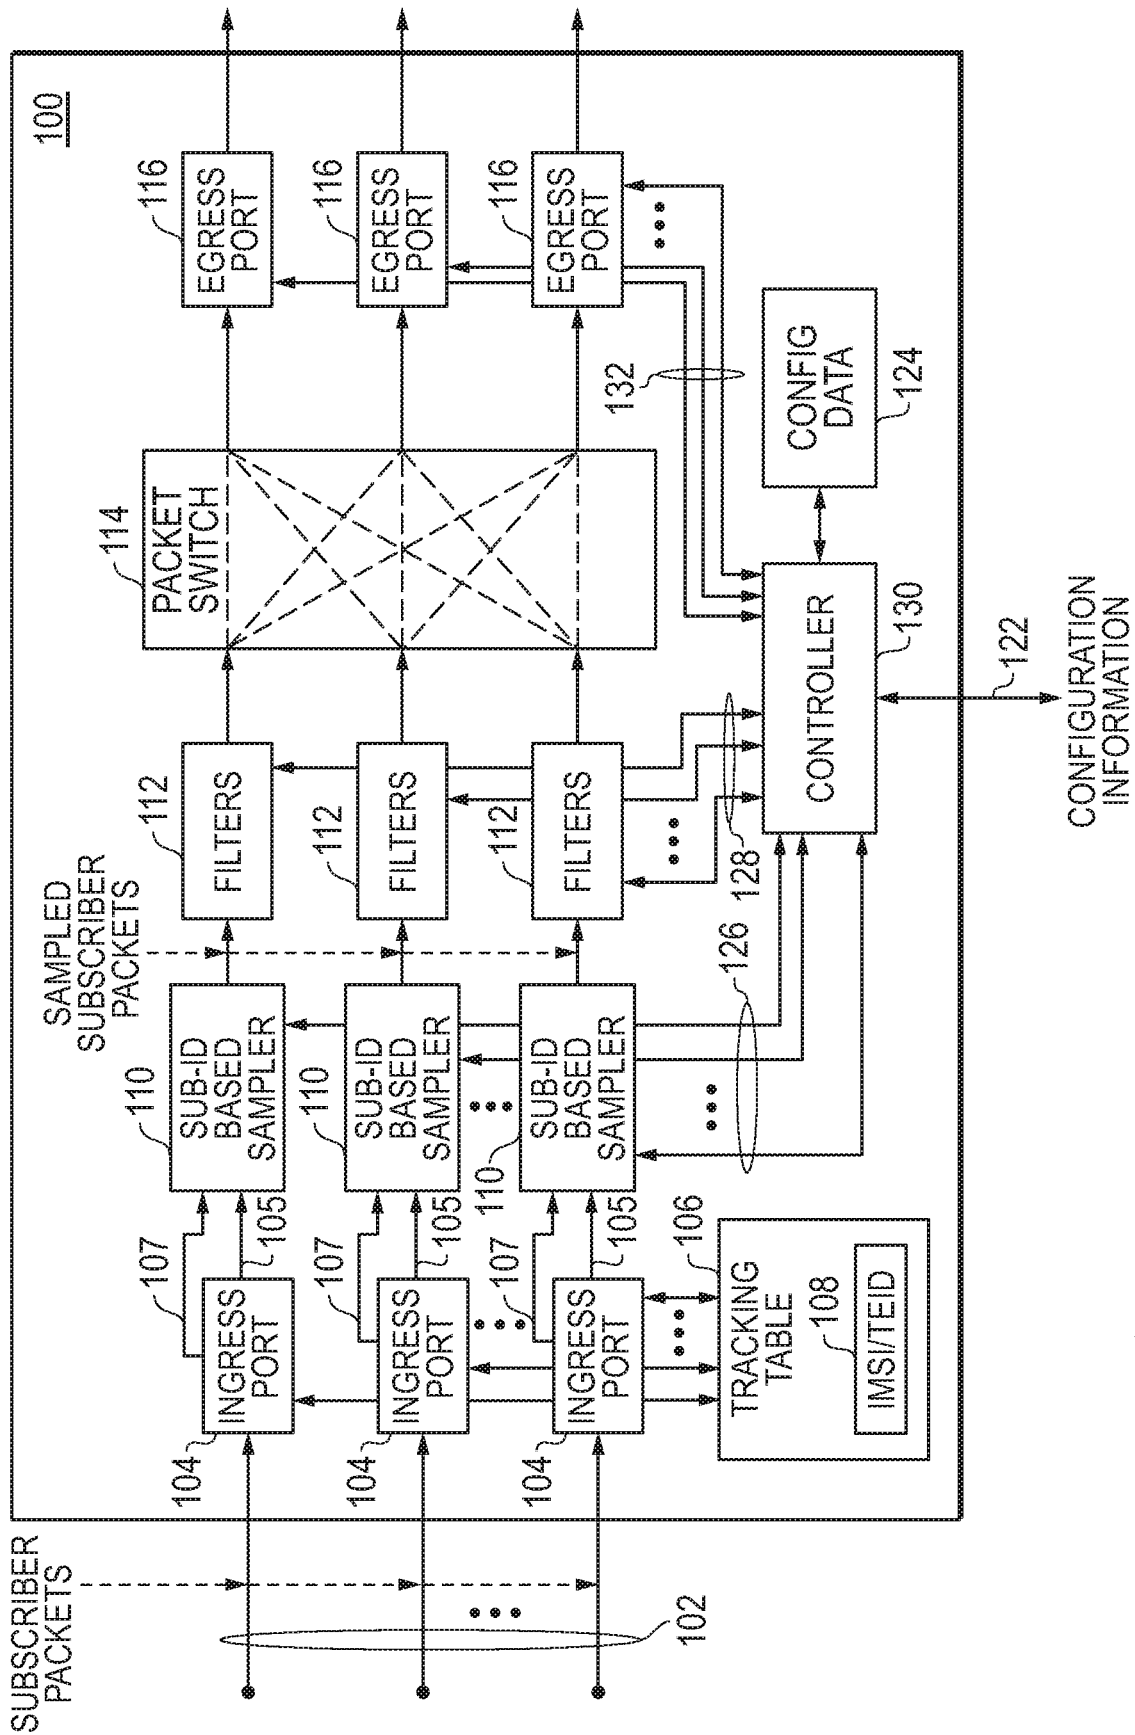 100
SUBSCRIBER
PACKETS
102
104
INGRESS
PORT
107
105
110
SUB-ID
BASED
SAMPLER
SAMPLED
SUBSCRIBER
PACKETS
112
FILTERS
114
PACKET
SWITCH
116
EGRESS
PORT
104
INGRESS
PORT
107
105
110
SUB-ID
BASED
SAMPLER
112
FILTERS
116
EGRESS
PORT
104
INGRESS
PORT
107
105
110
SUB-ID
BASED
SAMPLER
112
FILTERS
116
EGRESS
PORT
106
TRACKING
TABLE
108
IMSI/TEID
126
128
132
CONTROLLER
130
CONFIG
DATA
124
122
CONFIGURATION
INFORMATION